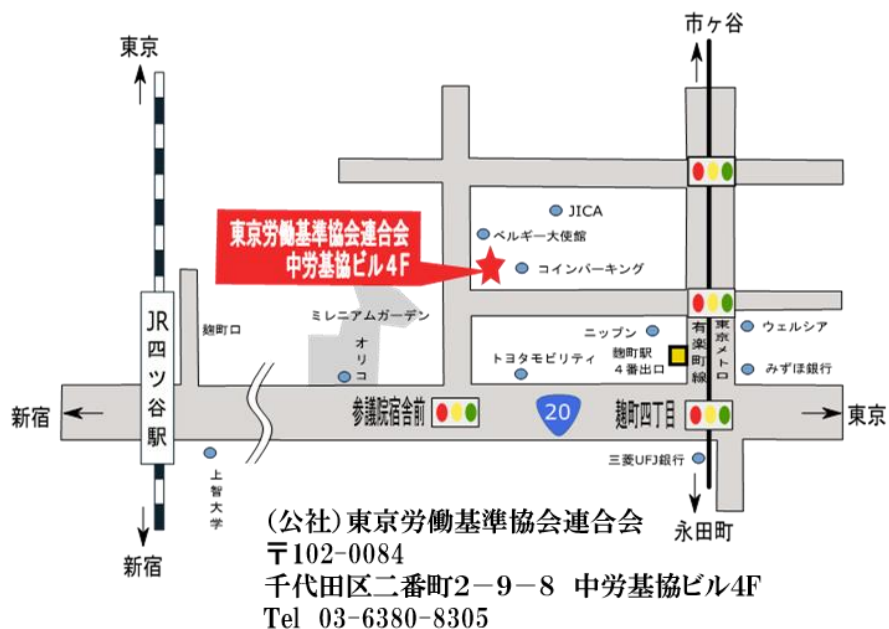 市ヶ谷
東京
JICA
ベルギー大使館
東京労働基準協会連合会
中労基協ビル4F
コインパーキング
ミレニアムガーデン
麹町口
JR四ツ谷駅
オリコ
ニップン
トヨタモビリティ
麹町駅
4番出口
有楽町線
東京メトロ
ウェルシア
みずほ銀行
新宿
参議院宿舎前
20
麹町四丁目
東京
上智大学
三菱UFJ銀行
永田町
新宿
(公社)東京労働基準協会連合会
〒102-0084
千代田区二番町2-9-8 中労基協ビル4F
Tel 03-6380-8305